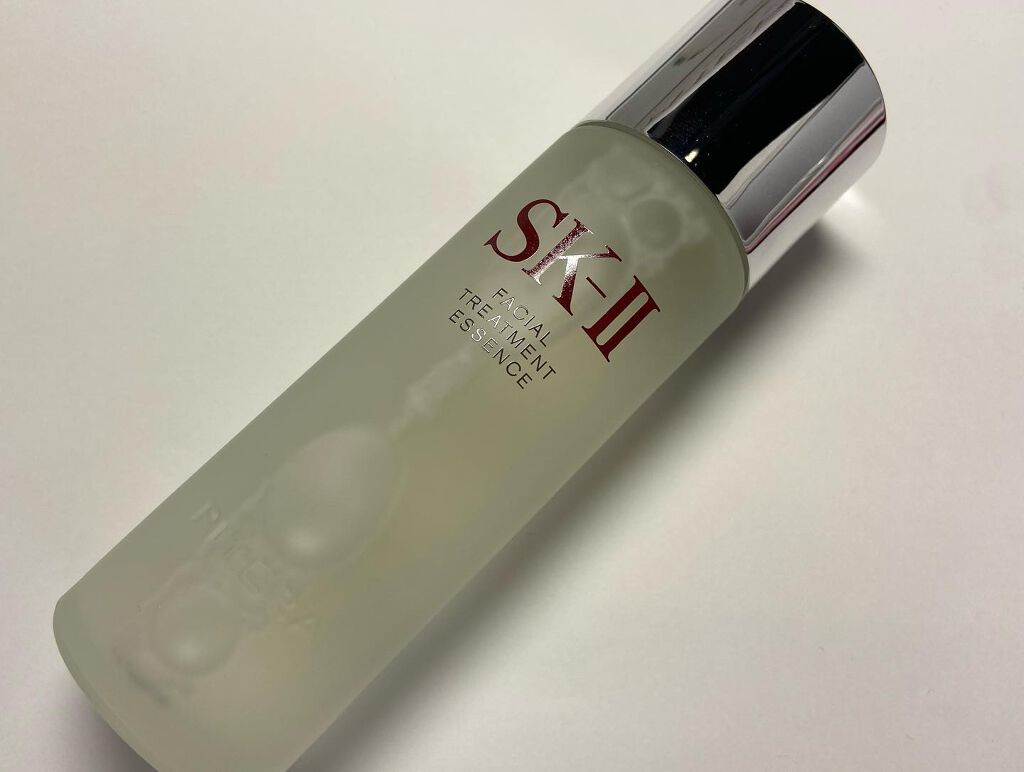 SK-II
FACIAL
TREATMENT
ESSENCE